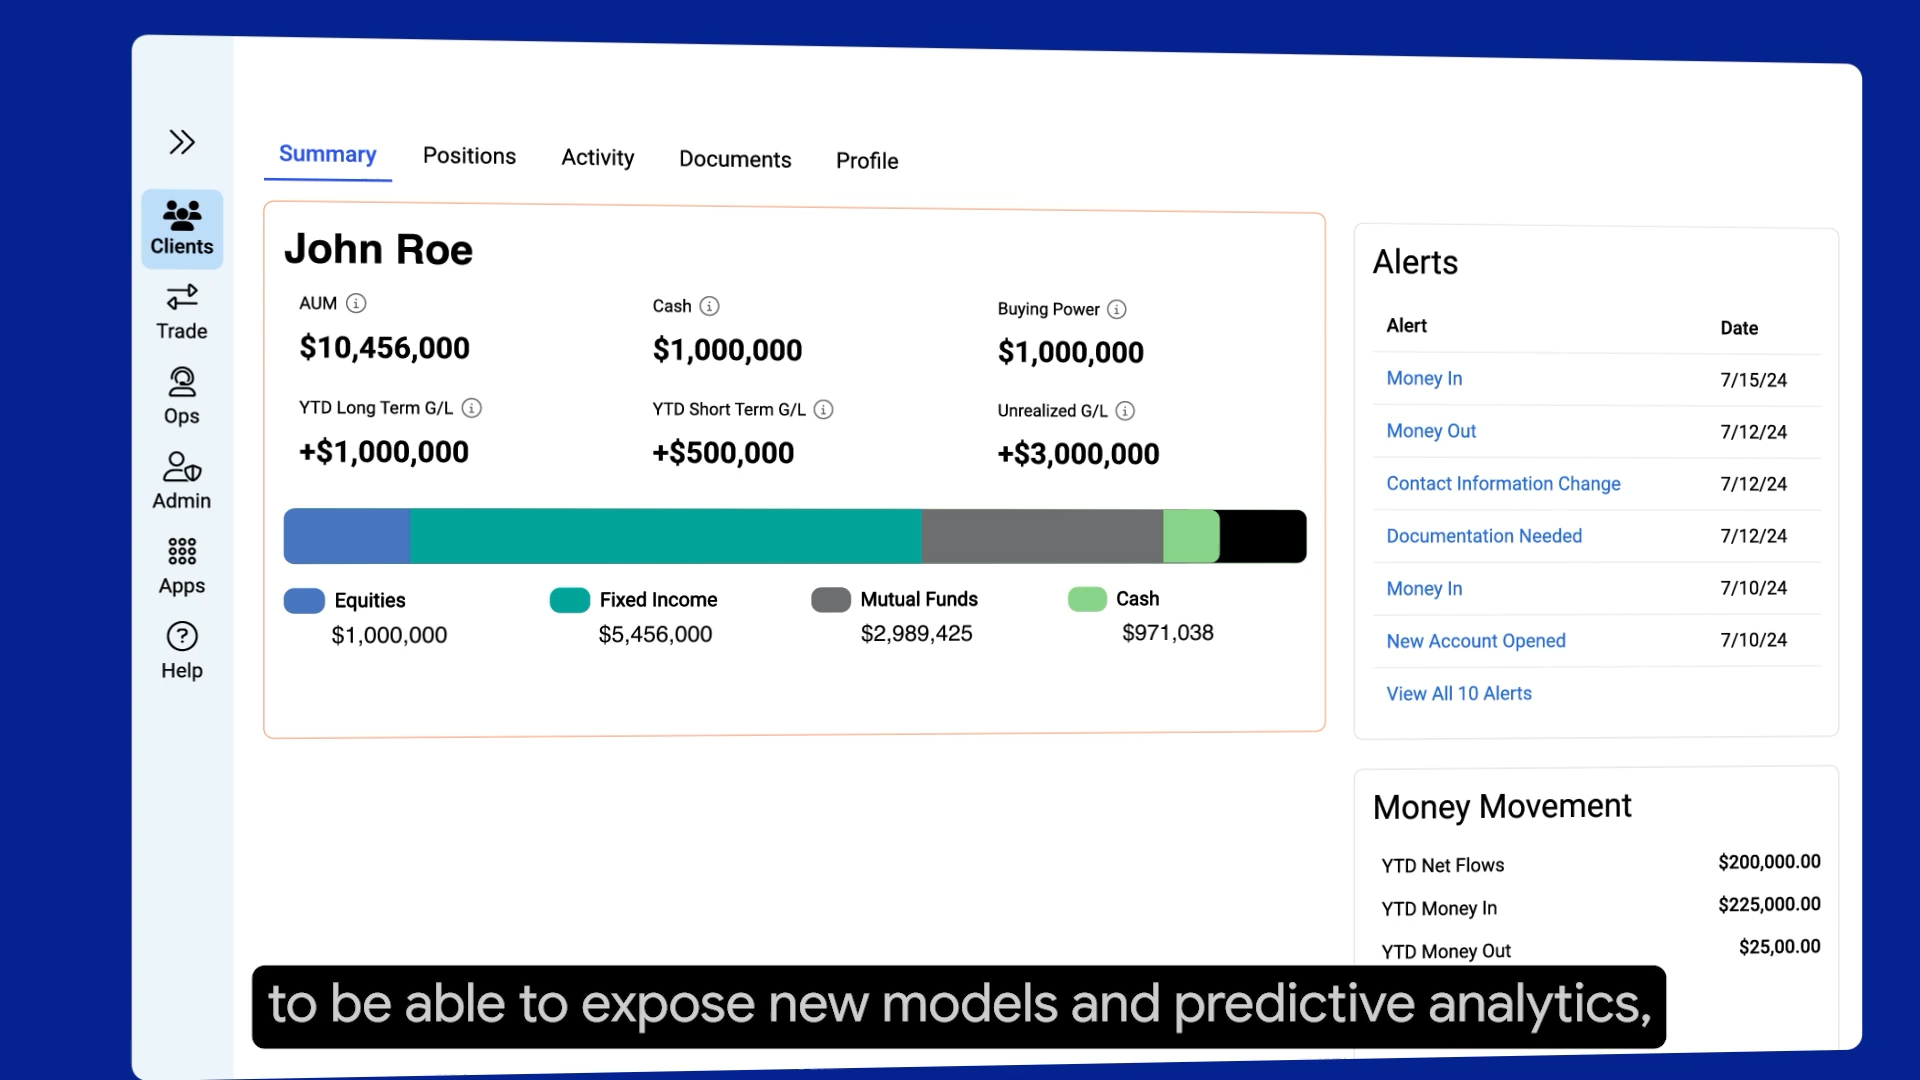 Summary Positions Activity Documents Profile
Clients
Trade
Ops
Admin
Apps
Help
John Roe
AUM Cash Buying Power
$10,456,000 $1,000,000 $1,000,000
YTD Long Term G/L YTD Short Term G/L Unrealized G/L
+$1,000,000 +$500,000 +$3,000,000
Equities Fixed Income Mutual Funds Cash
$1,000,000 $5,456,000 $2,989,425 $971,038
Alerts
Alert Date
Money In 7/15/24
Money Out 7/12/24
Contact Information Change 7/12/24
Documentation Needed 7/12/24
Money In 7/10/24
New Account Opened 7/10/24
View All 10 Alerts
Money Movement
YTD Net Flows $200,000.00
YTD Money In $225,000.00
YTD Money Out $25,00.00
to be able to expose new models and predictive analytics,